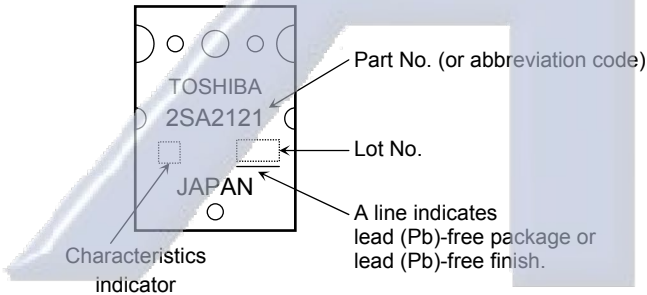 Part No. (or abbreviation code)
TOSHIBA
2SA2121
Lot No.
JAPAN
A line indicates
lead (Pb)-free package or
lead (Pb)-free finish.
Characteristics
indicator